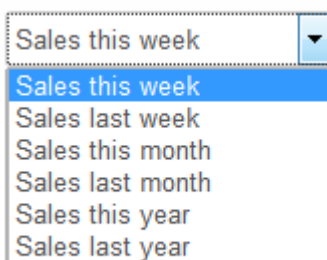 Sales this week
Sales this week
Sales last week
Sales this month
Sales last month
Sales this year
Sales last year